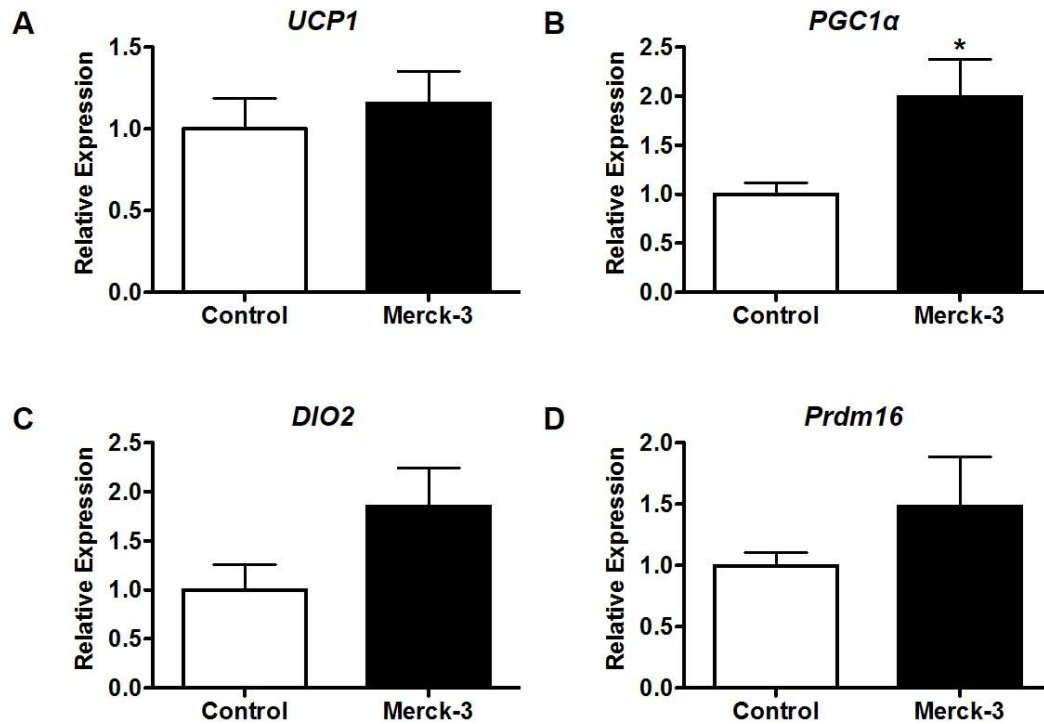 A
UCP1
Relative Expression
1.5
1.0
0.5
0.0
Control
Merck-3
B
PGC1α
*
Relative Expression
2.5
2.0
1.5
1.0
0.5
0.0
Control
Merck-3
C
DIO2
Relative Expression
2.5
2.0
1.5
1.0
0.5
0.0
Control
Merck-3
D
Prdm16
Relative Expression
2.0
1.5
1.0
0.5
0.0
Control
Merck-3